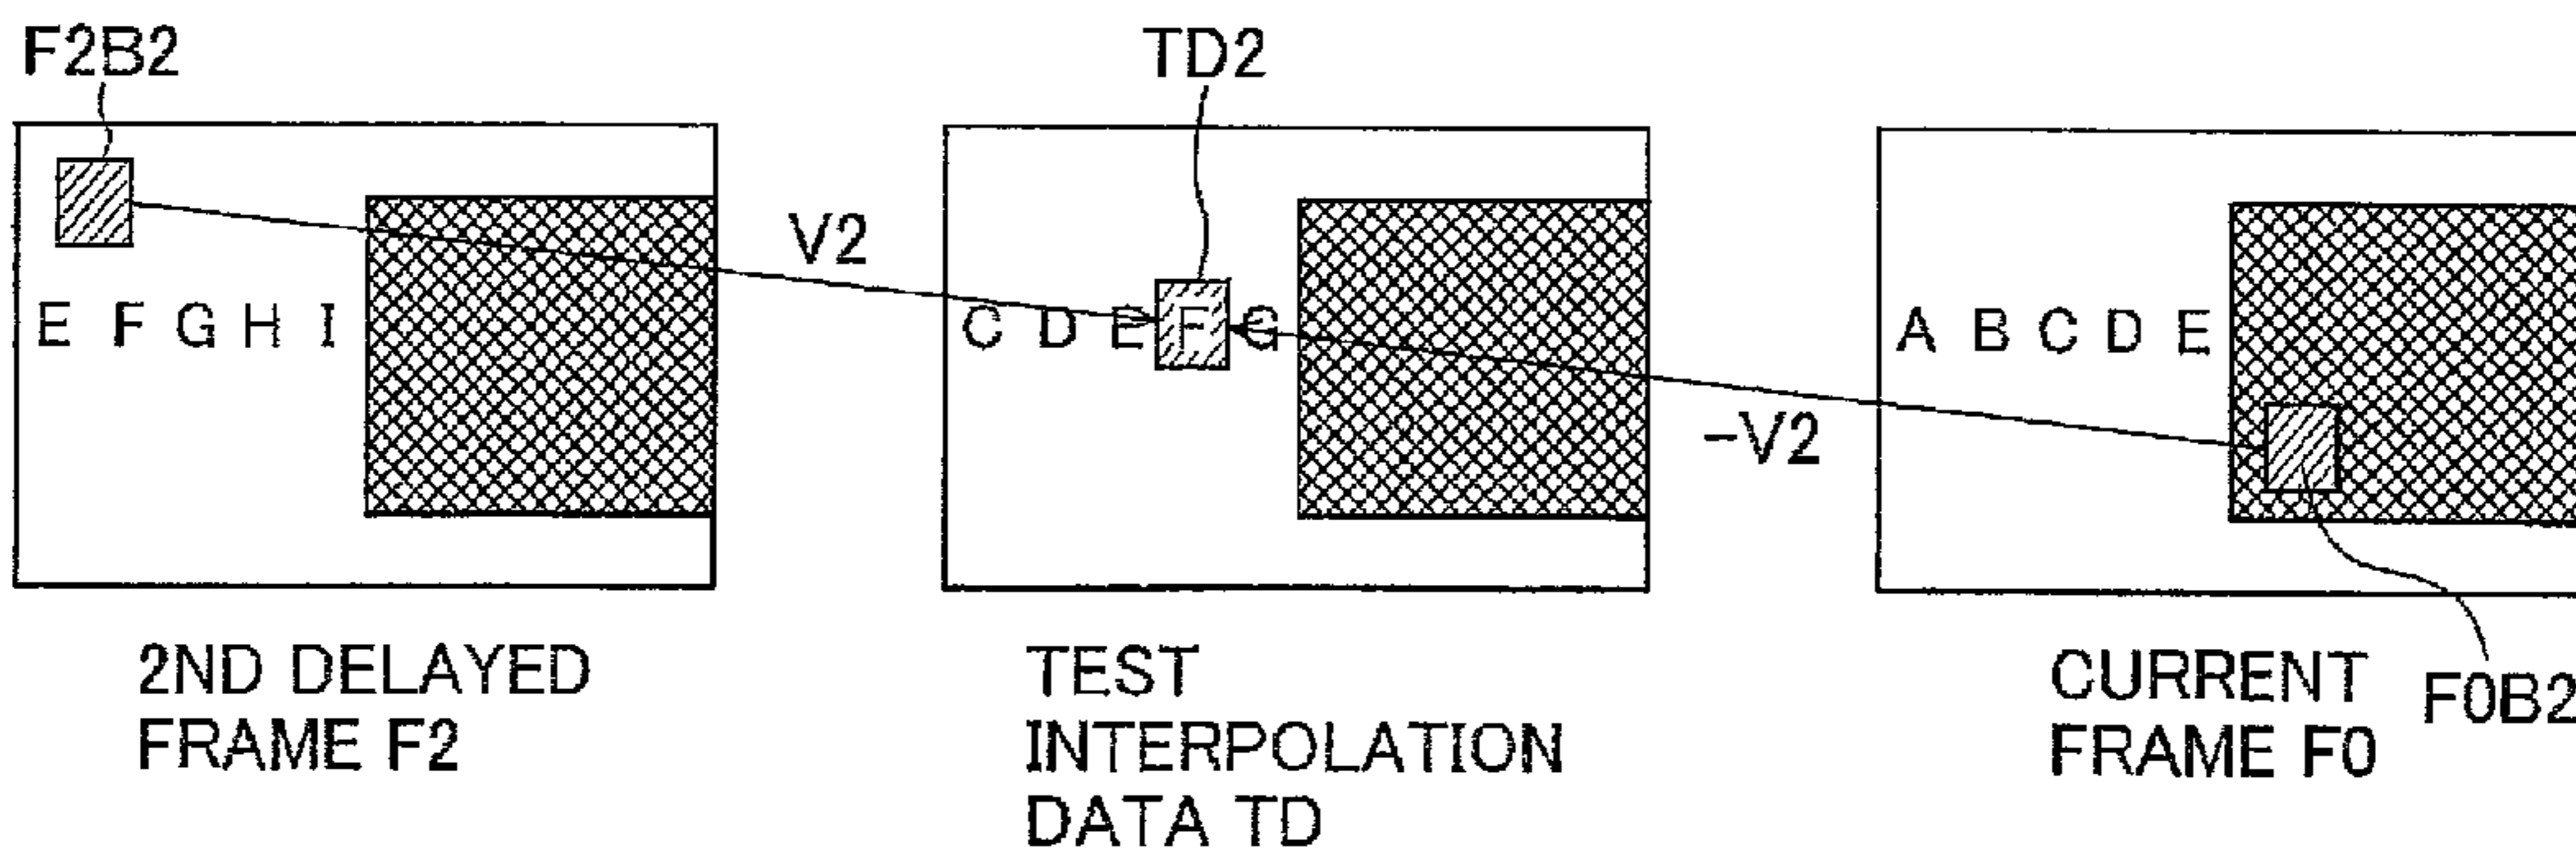 F2B2
TD2
V2
E F G H I
C D E F G
A B C D E
-V2
2ND DELAYED
FRAME F2
TEST
INTERPOLATION
DATA TD
CURRENT
FRAME F0
F0B2